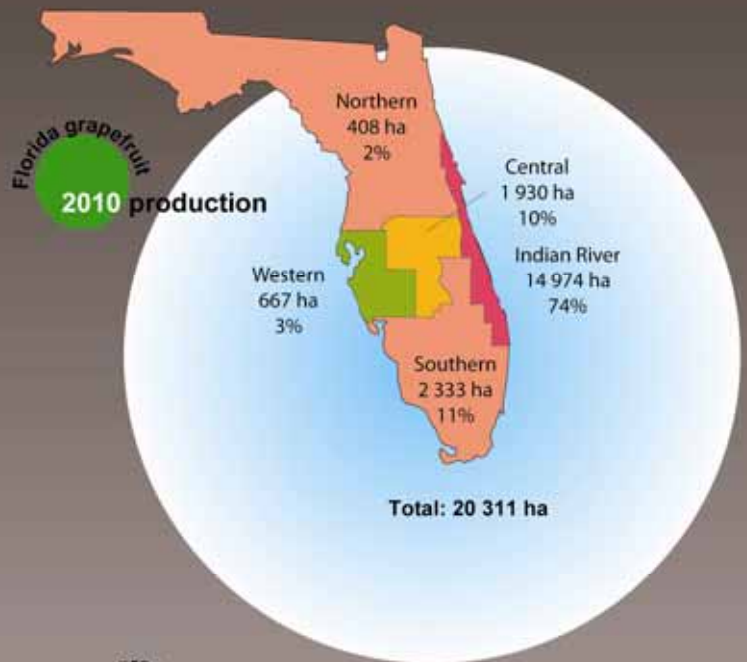 Florida grapefruit
2010 production
Northern
408 ha
2%
Central
1 930 ha
10%
Indian River
14 974 ha
74%
Western
667 ha
3%
Southern
2 333 ha
11%
Total: 20 311 ha